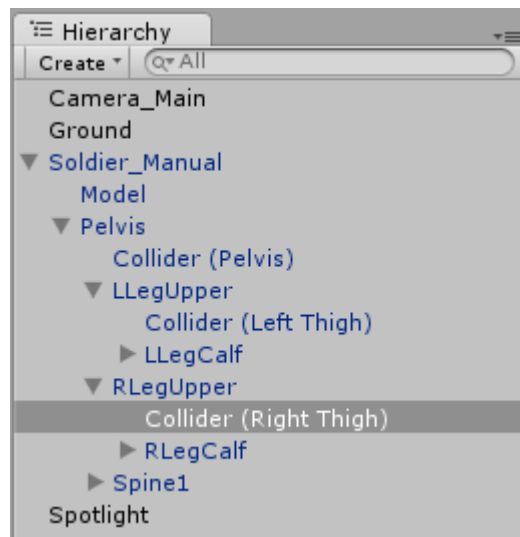 Hierarchy
Create All
Camera_Main
Ground
Soldier_Manual
Model
Pelvis
Collider (Pelvis)
LLegUpper
Collider (Left Thigh)
LLegCalf
RLegUpper
Collider (Right Thigh)
RLegCalf
Spine1
Spotlight